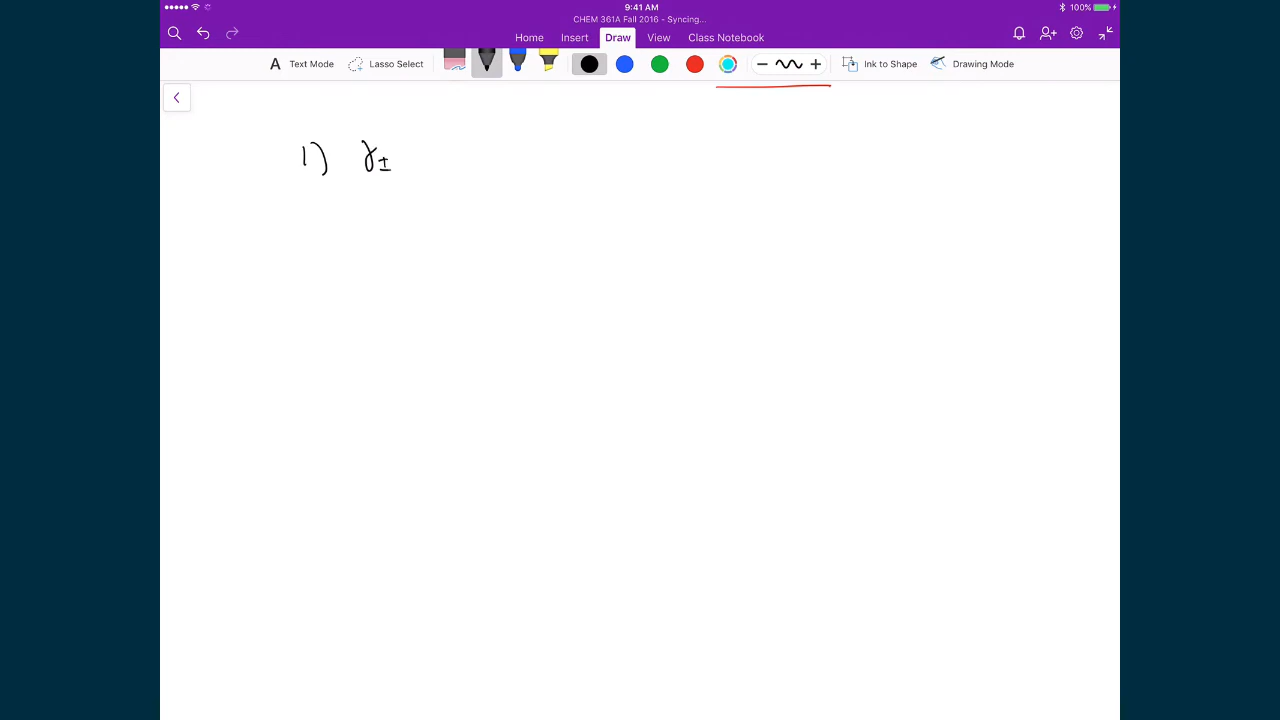 9:41 AM
100%
CHEM 361A Fall 2016 - Syncing...
Home Insert Draw View Class Notebook
A Text Mode Lasso Select Ink to Shape Drawing Mode
1) γ±